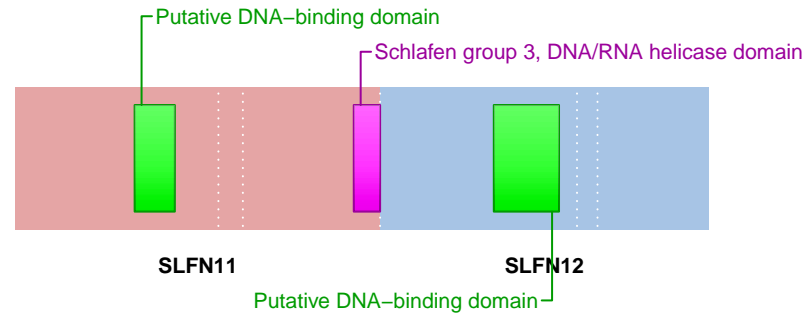 Putative DNA−binding domain
Schlafen group 3, DNA/RNA helicase domain
SLFN11
SLFN12
Putative DNA−binding domain